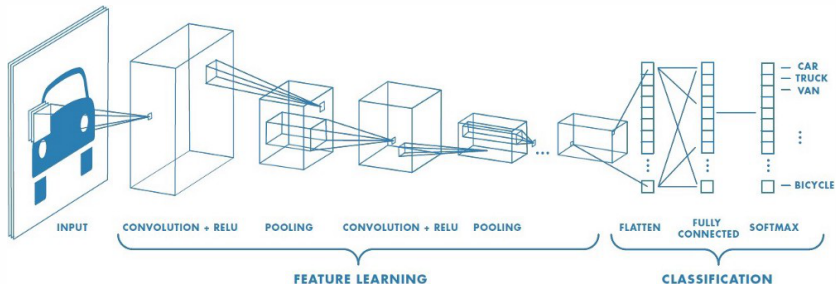 CAR
TRUCK
VAN
BICYCLE
INPUT
CONVOLUTION + RELU
POOLING
CONVOLUTION + RELU
POOLING
FLATTEN
FULLY
CONNECTED
SOFTMAX
FEATURE LEARNING
CLASSIFICATION